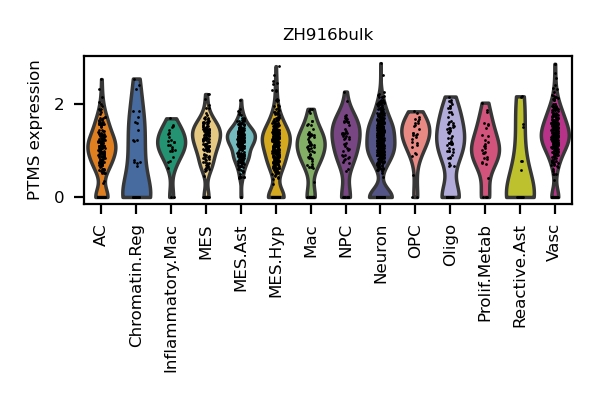 ZH916bulk
PTMS expression
2
0
AC
Chromatin.Reg
Inflammatory.Mac
MES
MES.Ast
MES.Hyp
Mac
NPC
Neuron
OPC
Oligo
Prolif.Metab
Reactive.Ast
Vasc